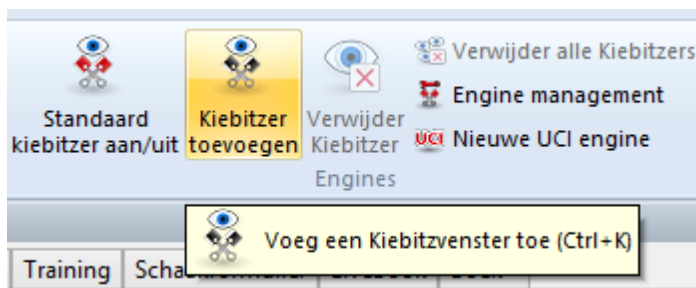 Standaard
kiebitzer aan/uit
Kiebitzer
toevoegen
Verwijder
Kiebitzer
Verwijder alle Kiebitzers
Engine management
UCI Nieuwe UCI engine
Engines
Voeg een Kiebitzvenster toe (Ctrl+K)
Training